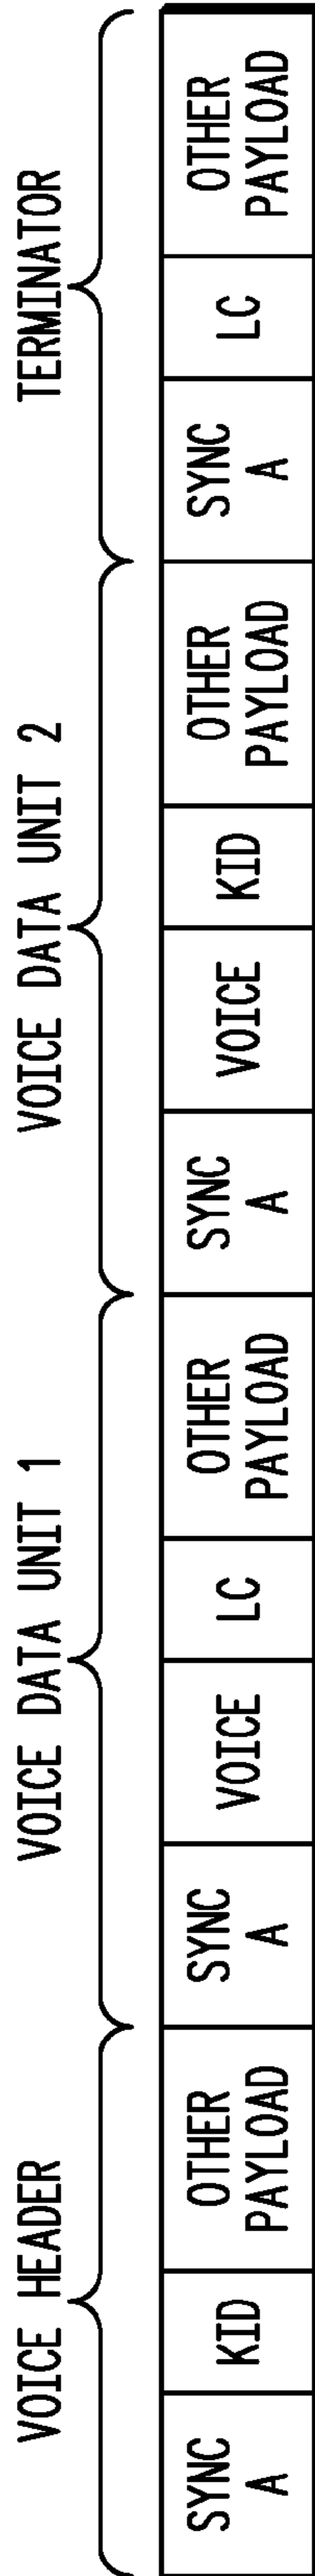 VOICE HEADER
VOICE DATA UNIT 1
VOICE DATA UNIT 2
TERMINATOR
SYNC
A
KID
OTHER
PAYLOAD
SYNC
A
VOICE
LC
OTHER
PAYLOAD
SYNC
A
VOICE
KID
OTHER
PAYLOAD
SYNC
A
LC
OTHER
PAYLOAD